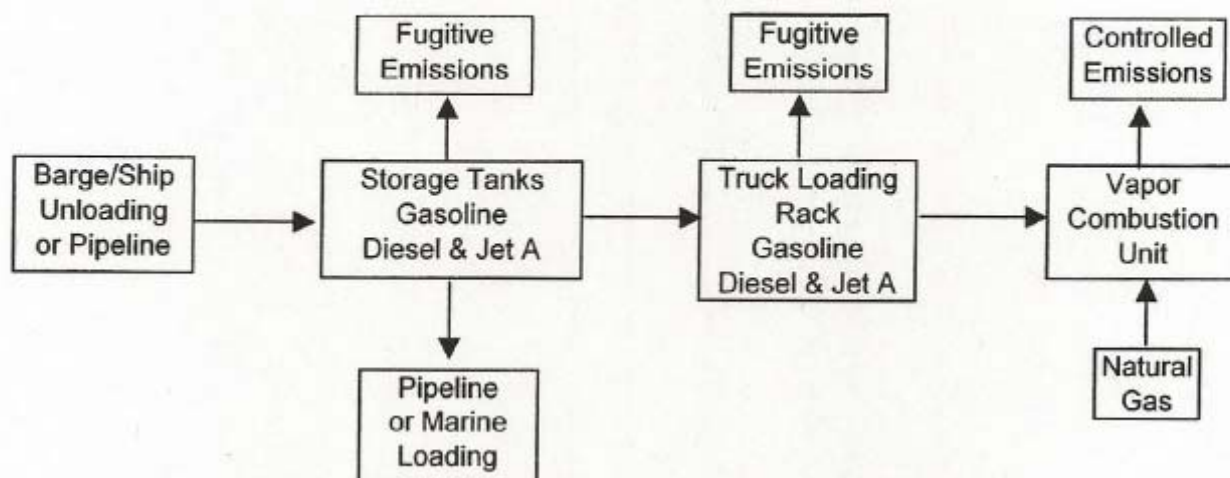 Fugitive
Emissions
Fugitive
Emissions
Controlled
Emissions
Barge/Ship
Unloading
or Pipeline
Storage Tanks
Gasoline
Diesel & Jet A
Truck Loading
Rack
Gasoline
Diesel & Jet A
Vapor
Combustion
Unit
Pipeline
or Marine
Loading
Natural
Gas